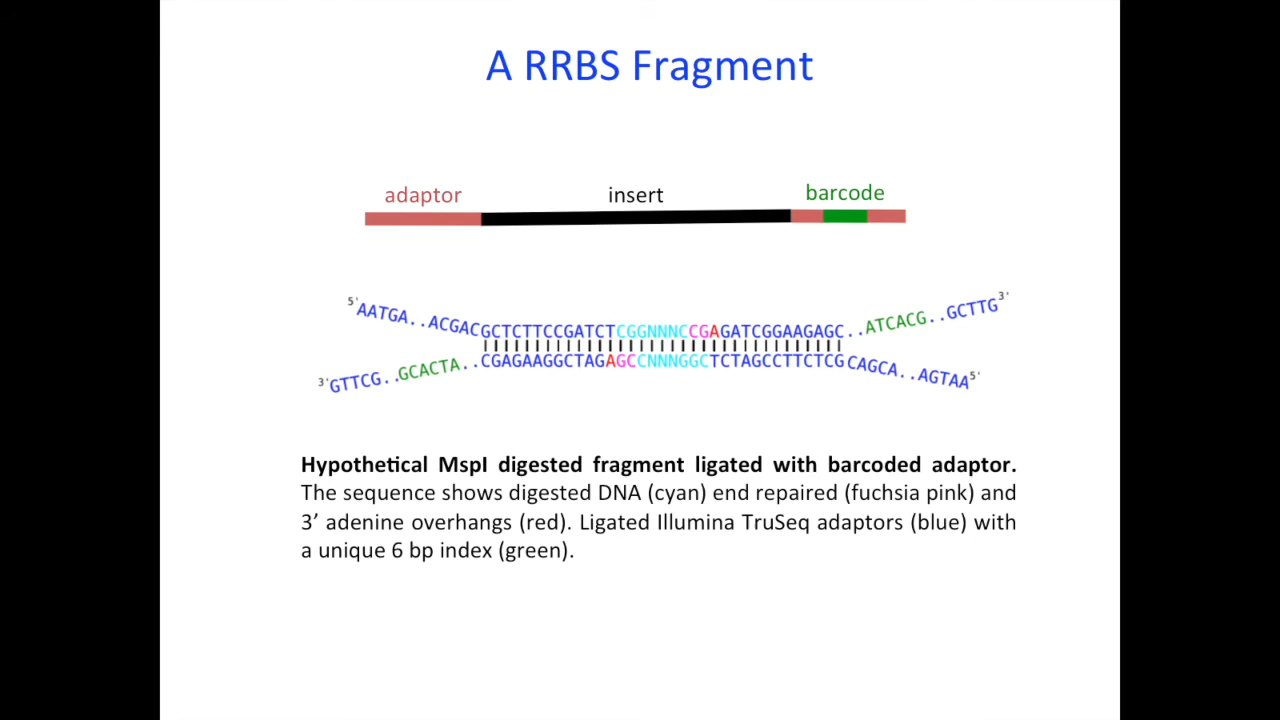 A RRBS Fragment
adaptor insert barcode
5'AATGA..ACGACGCTCTTCCGATCTCGGNNNCCGAGATCGGAAGAGC..ATCACG..GCTTG3'
3'GTTCG..GCACTA..CGAGAAGGCTAGAGCCNNNGGCTCTAGCCTTCTCGCAGCA..AGTAA5'
Hypothetical MspI digested fragment ligated with barcoded adaptor.
The sequence shows digested DNA (cyan) end repaired (fuchsia pink) and
3’ adenine overhangs (red). Ligated Illumina TruSeq adaptors (blue) with
a unique 6 bp index (green).